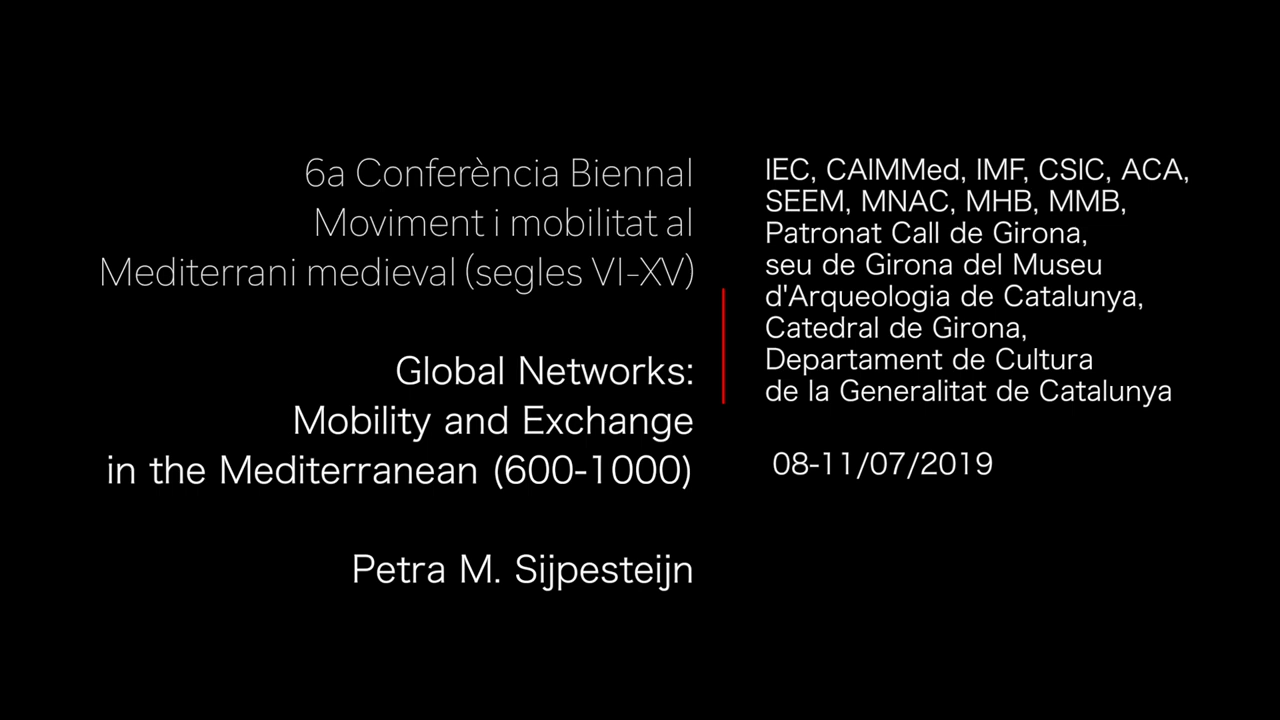 6a Conferència Biennal
Moviment i mobilitat al
Mediterrani medieval (segles VI-XV)
Global Networks:
Mobility and Exchange
in the Mediterranean (600-1000)
Petra M. Sijpesteijn
IEC, CAIMMed, IMF, CSIC, ACA,
SEEM, MNAC, MHB, MMB,
Patronat Call de Girona,
seu de Girona del Museu
d'Arqueologia de Catalunya,
Catedral de Girona,
Departament de Cultura
de la Generalitat de Catalunya
08-11/07/2019